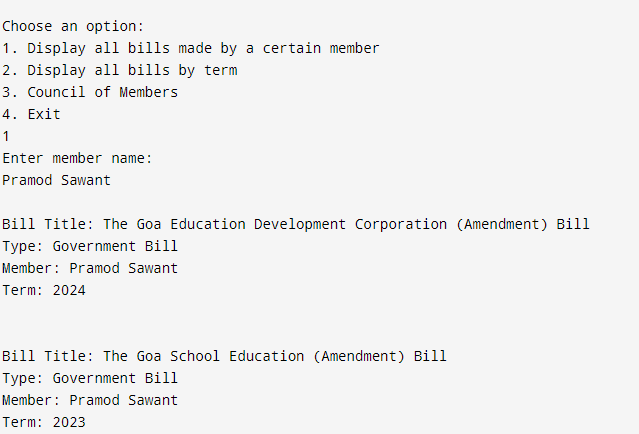 Choose an option:
1. Display all bills made by a certain member
2. Display all bills by term
3. Council of Members
4. Exit
1
Enter member name:
Pramod Sawant
Bill Title: The Goa Education Development Corporation (Amendment) Bill
Type: Government Bill
Member: Pramod Sawant
Term: 2024
Bill Title: The Goa School Education (Amendment) Bill
Type: Government Bill
Member: Pramod Sawant
Term: 2023